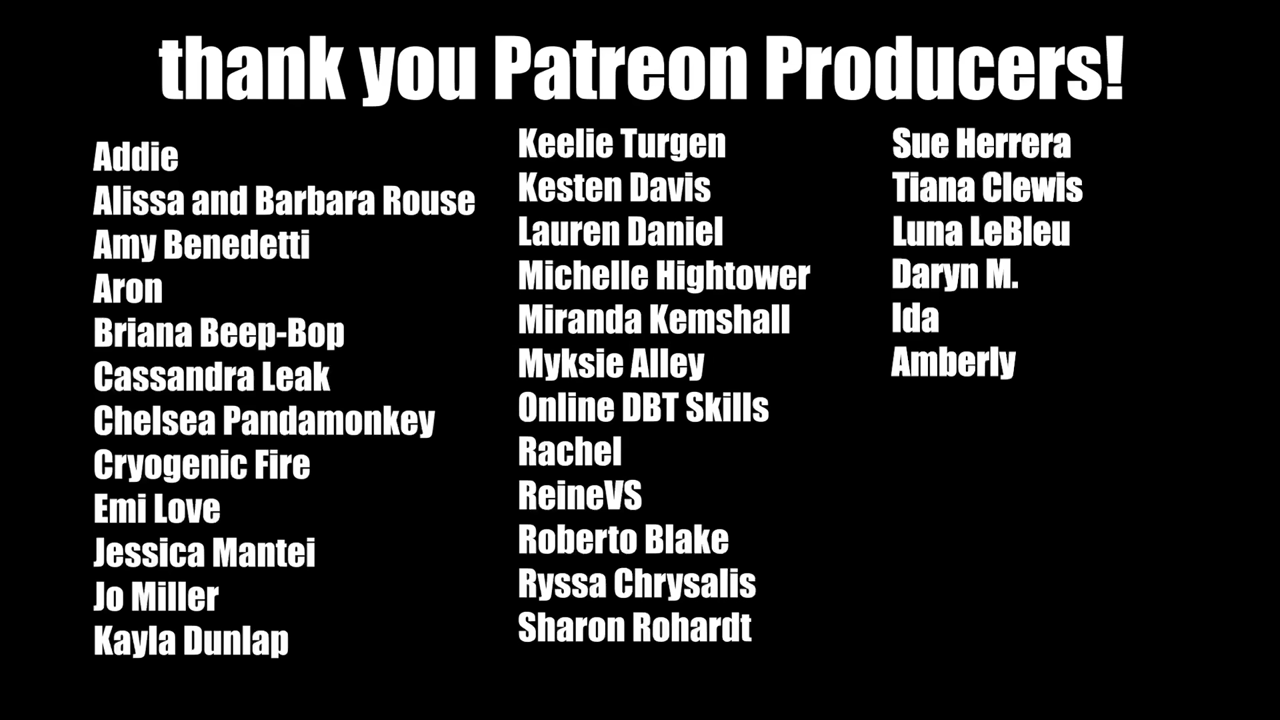 thank you Patreon Producers!
Addie
Alissa and Barbara Rouse
Amy Benedetti
Aron
Briana Beep-Bop
Cassandra Leak
Chelsea Pandamonkey
Cryogenic Fire
Emi Love
Jessica Mantei
Jo Miller
Kayla Dunlap
Keelie Turgen
Kesten Davis
Lauren Daniel
Michelle Hightower
Miranda Kemshall
Myksie Alley
Online DBT Skills
Rachel
ReineVS
Roberto Blake
Ryssa Chrysalis
Sharon Rohardt
Sue Herrera
Tiana Clewis
Luna LeBleu
Daryn M.
Ida
Amberly